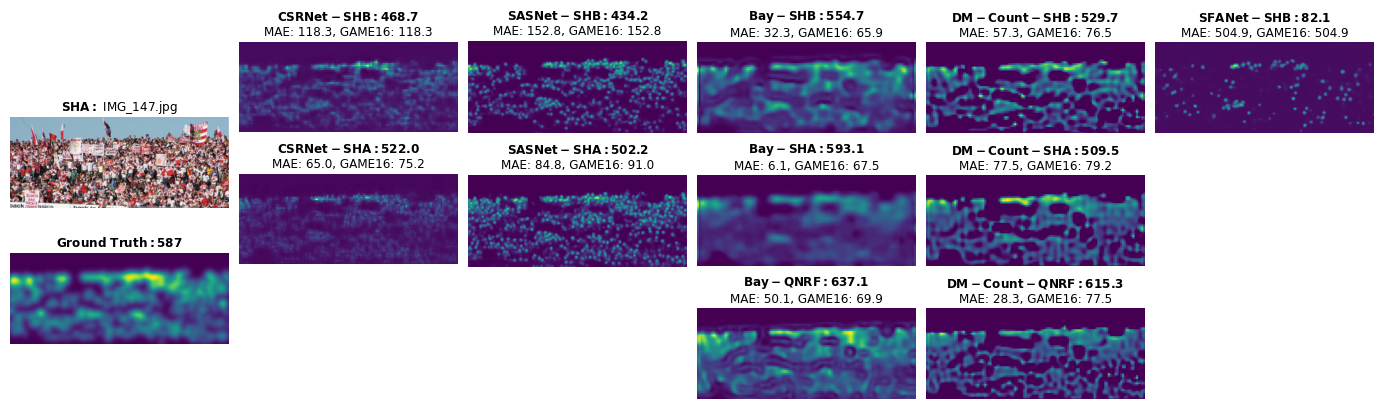 CSRNet − SHB : 468.7
MAE: 118.3, GAME16: 118.3
SASNet − SHB : 434.2
MAE: 152.8, GAME16: 152.8
Bay − SHB : 554.7
MAE: 32.3, GAME16: 65.9
DM − Count − SHB : 529.7
MAE: 57.3, GAME16: 76.5
SFANet − SHB : 82.1
MAE: 504.9, GAME16: 504.9
SHA : IMG_147.jpg
CSRNet − SHA : 522.0
MAE: 65.0, GAME16: 75.2
SASNet − SHA : 502.2
MAE: 84.8, GAME16: 91.0
Bay − SHA : 593.1
MAE: 6.1, GAME16: 67.5
DM − Count − SHA : 509.5
MAE: 77.5, GAME16: 79.2
Ground Truth : 587
Bay − QNRF : 637.1
MAE: 50.1, GAME16: 69.9
DM − Count − QNRF : 615.3
MAE: 28.3, GAME16: 77.5